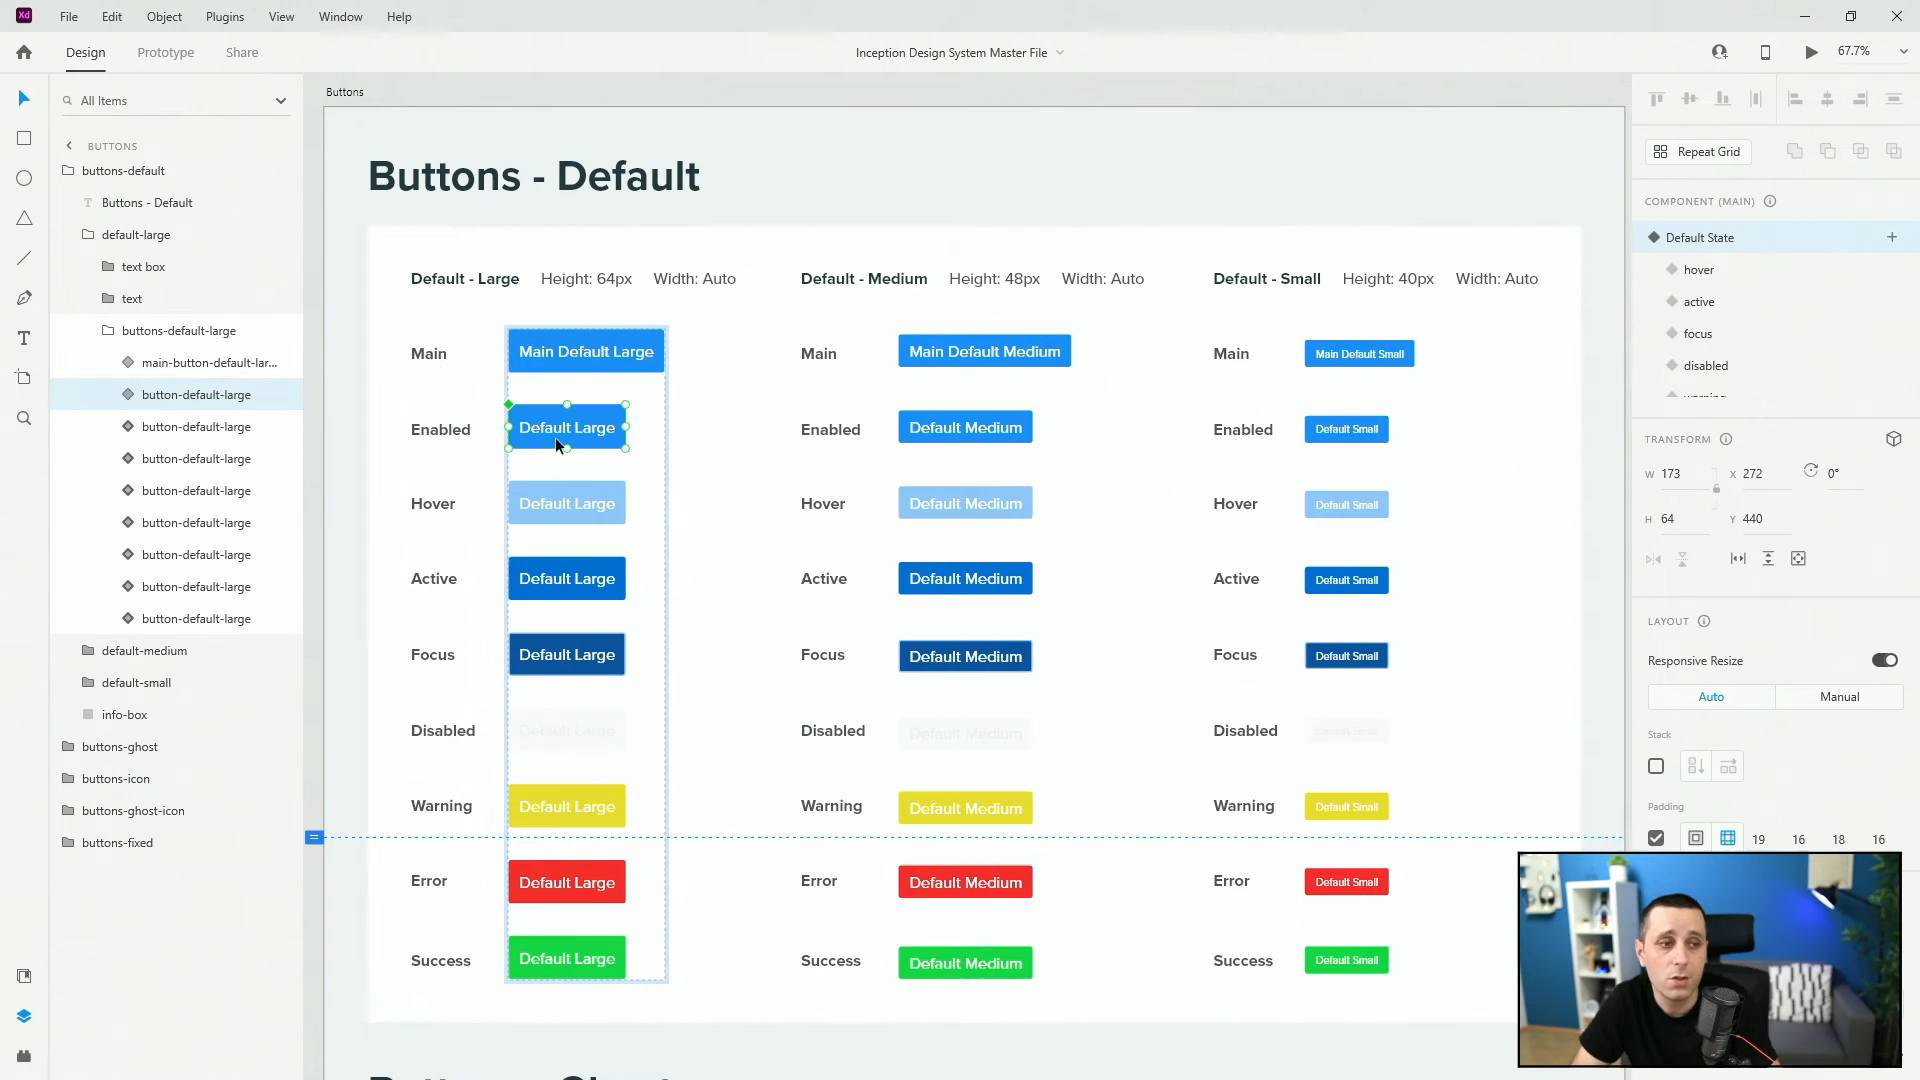 Xd File Edit Object Plugins View Window Help
Design Prototype Share Inception Design System Master File 67.7%
All Items
BUTTONS
buttons-default
T Buttons - Default
default-large
text box
text
buttons-default-large
main-button-default-lar...
button-default-large
button-default-large
button-default-large
button-default-large
button-default-large
button-default-large
button-default-large
button-default-large
default-medium
default-small
info-box
buttons-ghost
buttons-icon
buttons-ghost-icon
buttons-fixed
Buttons
Buttons - Default
Default - Large Height: 64px Width: Auto
Main Main Default Large
Enabled Default Large
Hover Default Large
Active Default Large
Focus Default Large
Disabled Default Large
Warning Default Large
Error Default Large
Success Default Large
Default - Medium Height: 48px Width: Auto
Main Main Default Medium
Enabled Default Medium
Hover Default Medium
Active Default Medium
Focus Default Medium
Disabled Default Medium
Warning Default Medium
Error Default Medium
Success Default Medium
Default - Small Height: 40px Width: Auto
Main Main Default Small
Enabled Default Small
Hover Default Small
Active Default Small
Focus Default Small
Disabled Default Small
Warning Default Small
Error Default Small
Success Default Small
Repeat Grid
COMPONENT (MAIN)
Default State
hover
active
focus
disabled
TRANSFORM
W 173 X 272 0°
H 64 Y 440
LAYOUT
Responsive Resize
Auto Manual
Stack
Padding
19 16 18 16